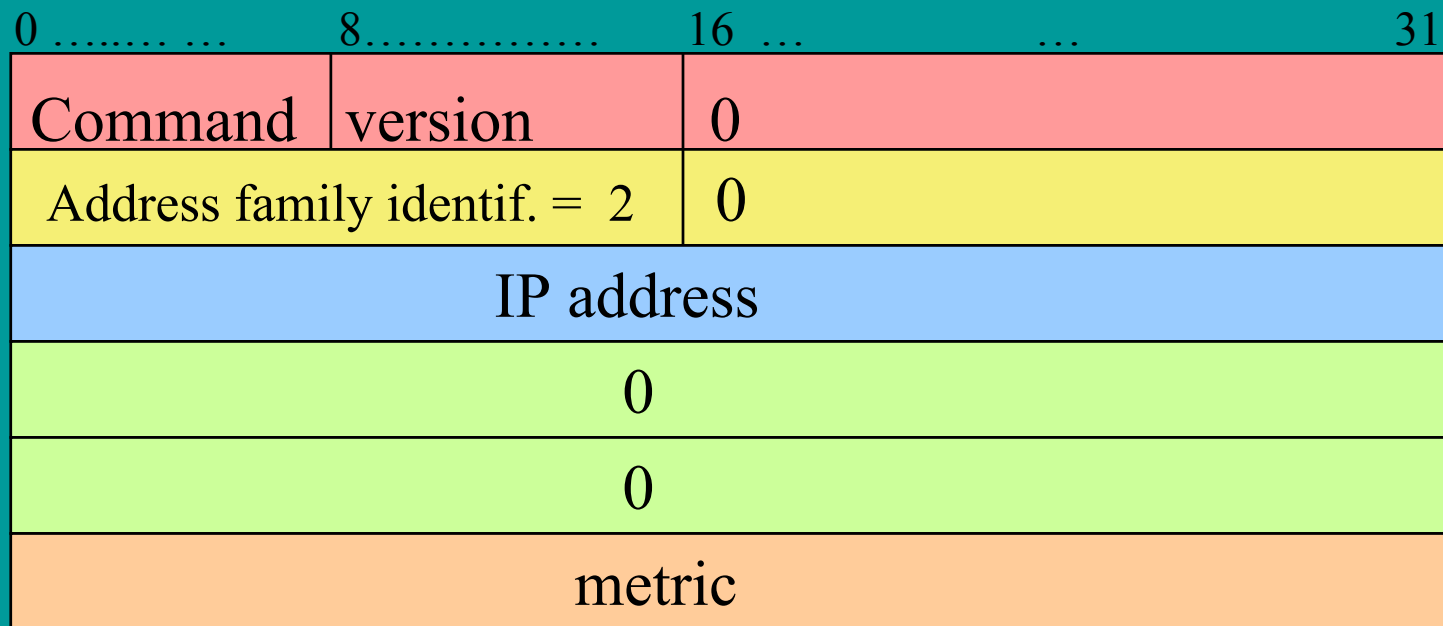 0 ........ ... 8............... 16 ... ... 31
Command version 0
Address family identif. = 2 0
IP address
0
0
metric